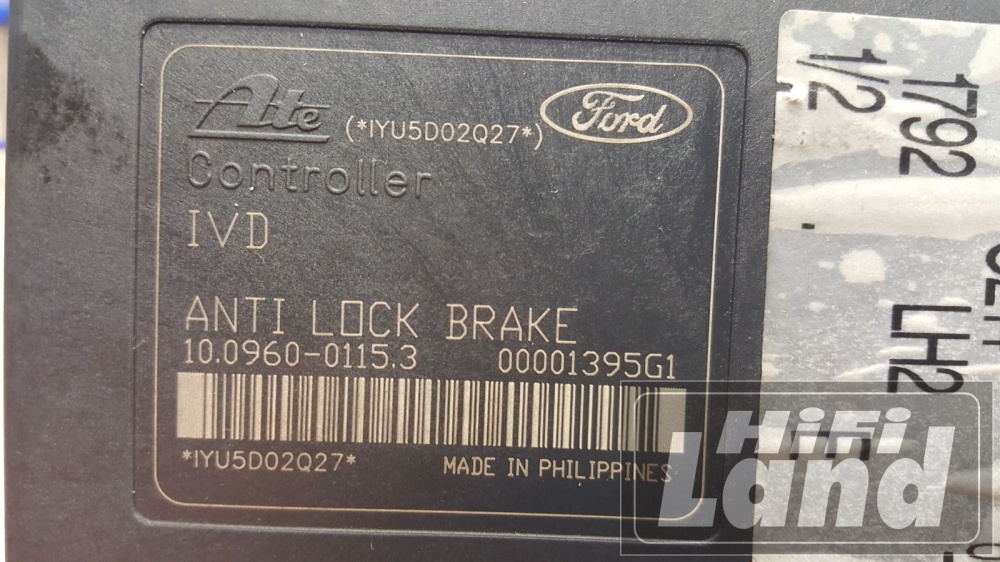 Ate
(*IYU5D02Q27*)
Ford
Controller
IVD
ANTI LOCK BRAKE
10.0960-0115.3 00001395G1
*IYU5D02Q27*
MADE IN PHILIPPINES
1792
1/2
LH2
HiFi
Land